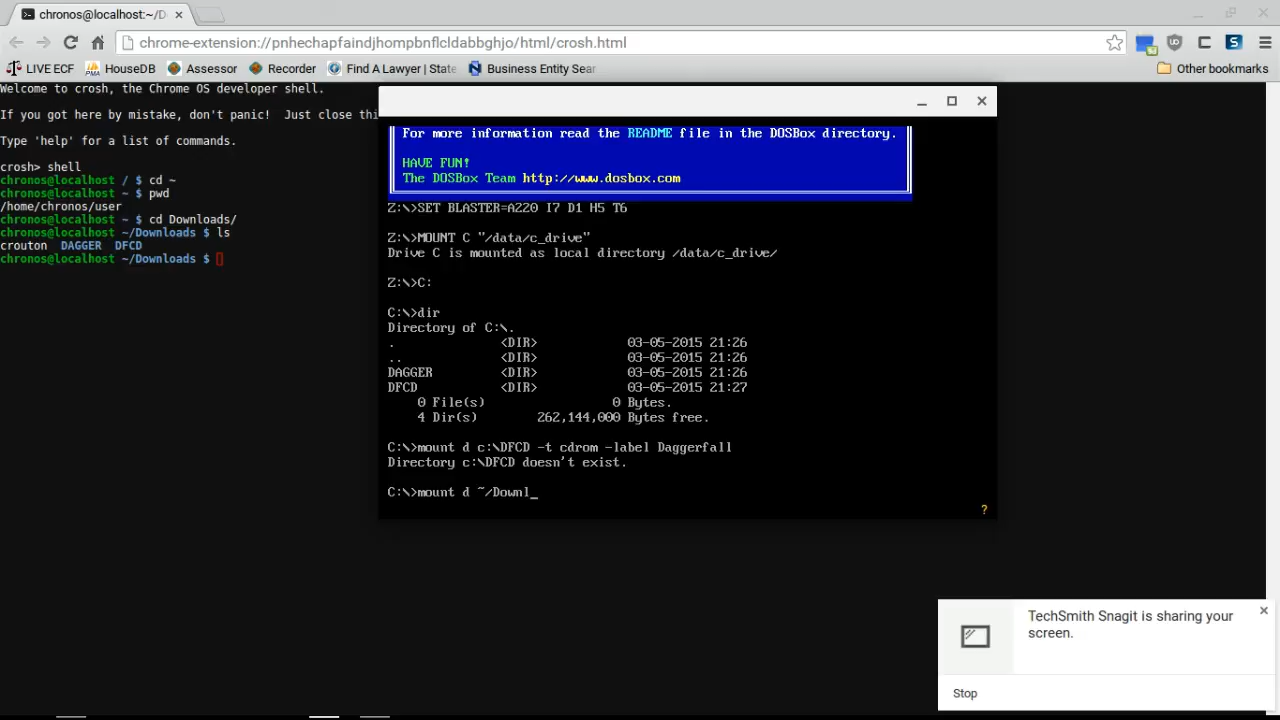 chronos@localhost:~/D
chrome-extension://pnhechapfaindjhompbnflcldabbghjo/html/crosh.html
LIVE ECF HouseDB Assessor Recorder Find A Lawyer | State Business Entity Sear Other bookmarks
Welcome to crosh, the Chrome OS developer shell.
If you got here by mistake, don't panic! Just close thi
Type 'help' for a list of commands.
crosh> shell
chronos@localhost / $ cd ~
chronos@localhost ~ $ pwd
/home/chronos/user
chronos@localhost ~ $ cd Downloads/
chronos@localhost ~/Downloads $ ls
crouton DAGGER DFCD
chronos@localhost ~/Downloads $
For more information read the README file in the DOSBox directory.
HAVE FUN!
The DOSBox Team http://www.dosbox.com
Z:\>SET BLASTER=A220 I7 D1 H5 T6
Z:\>MOUNT C "/data/c_drive"
Drive C is mounted as local directory /data/c_drive/
Z:\>C:
C:\>dir
Directory of C:\.
. <DIR> 03-05-2015 21:26
.. <DIR> 03-05-2015 21:26
DAGGER <DIR> 03-05-2015 21:26
DFCD <DIR> 03-05-2015 21:27
0 File(s) 0 Bytes.
4 Dir(s) 262,144,000 Bytes free.
C:\>mount d c:\DFCD -t cdrom -label Daggerfall
Directory c:\DFCD doesn't exist.
C:\>mount d ~/Downl_
?
TechSmith Snagit is sharing your
screen.
Stop